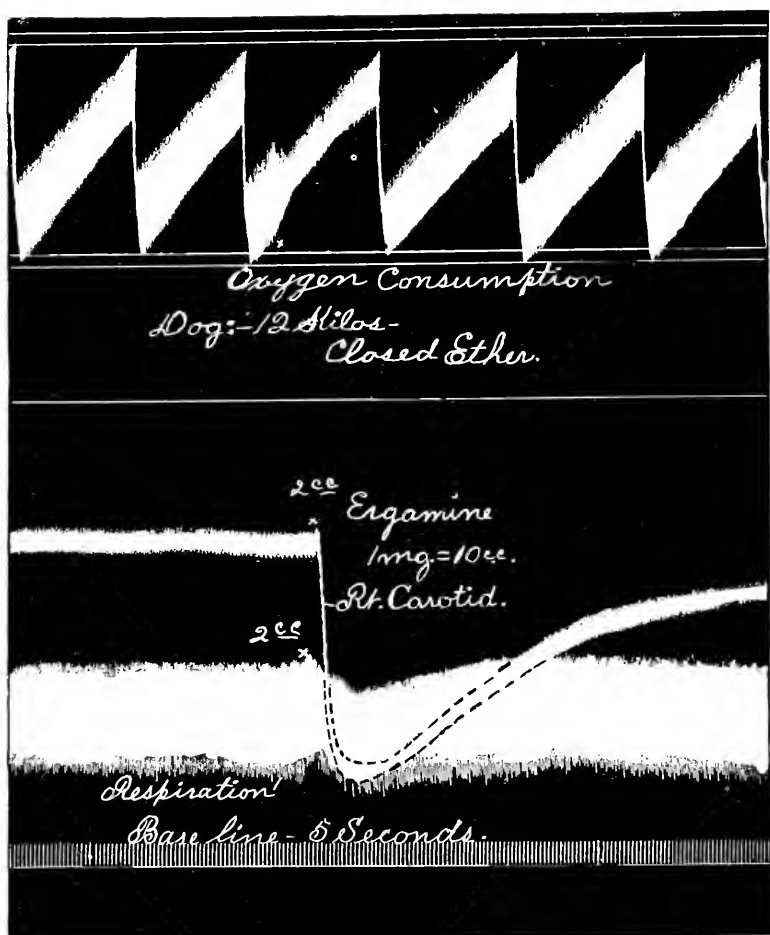 Oxygen Consumption
Dog:-12 Kilos-
Closed Ether.
2cc Ergamine
1mg.=10cc.
Rt. Carotid.
2cc
Respiration
Base line - 5 Seconds.